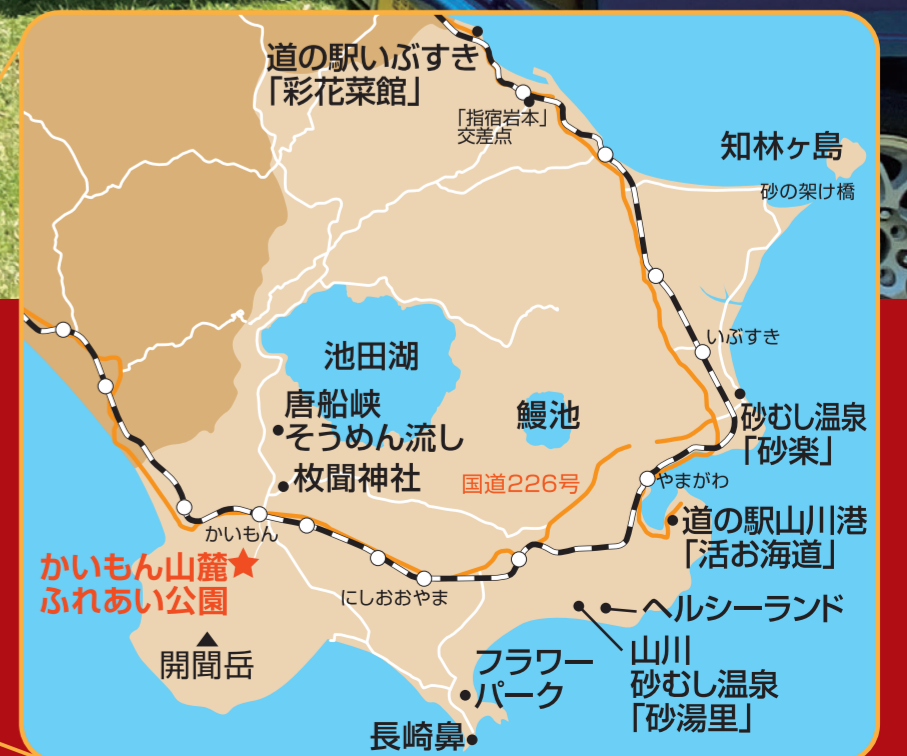 道の駅いぶすき
「彩花菜館」
「指宿岩本」
交差点
知林ヶ島
砂の架け橋
いぶすき
池田湖
唐船峡
そうめん流し
鰻池
砂むし温泉
「砂楽」
枚聞神社
国道226号
やまがわ
道の駅山川港
「活お海道」
かいもん
かいもん山麓
ふれあい公園
にしおおやま
ヘルシーランド
開聞岳
フラワー
パーク
山川
砂むし温泉
「砂湯里」
長崎鼻